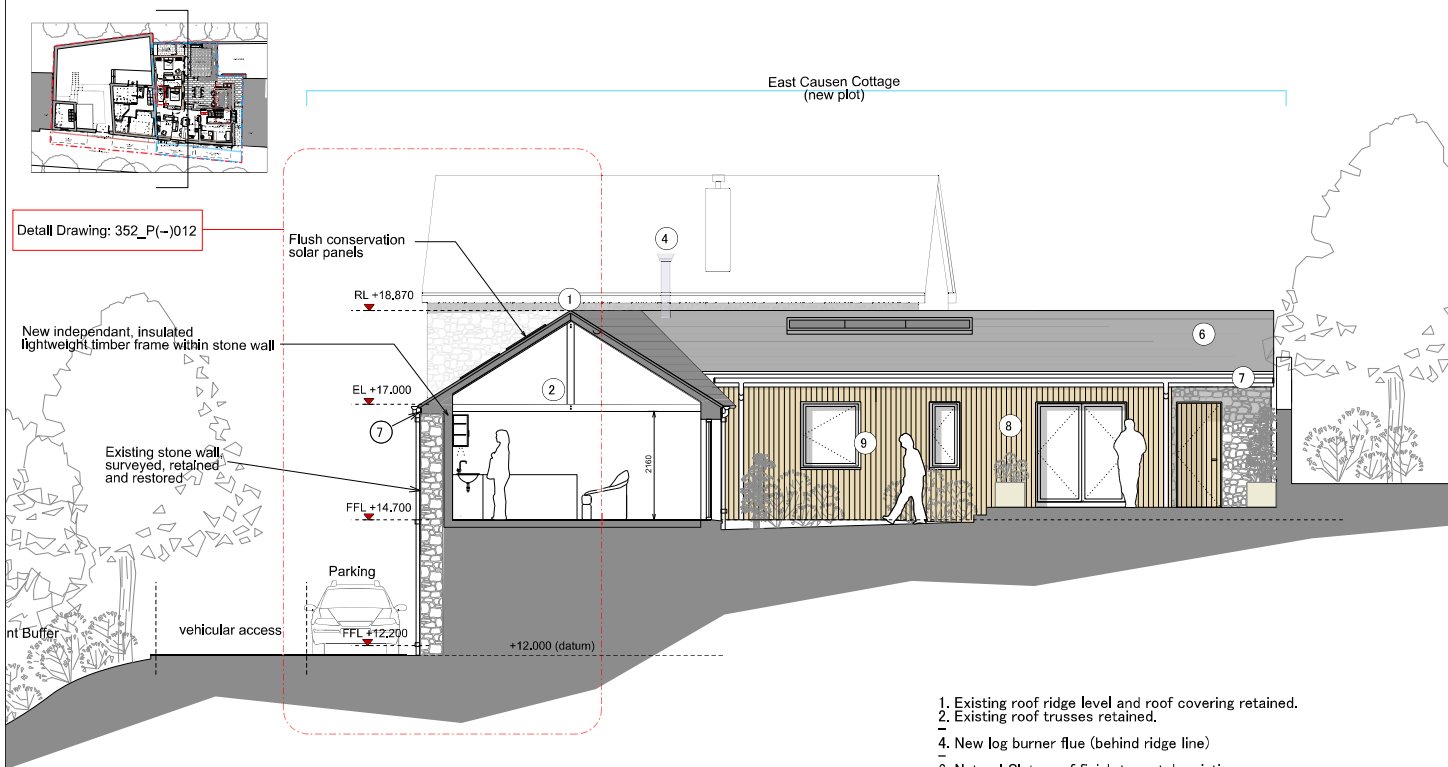 East Causen Cottage
(new plot)
Detail Drawing: 352_P(--)012
Flush conservation
solar panels
4
RL +18.870
1
6
New independant, insulated
lightweight timber frame within stone wall
EL +17.000
2
7
7
8
9
Existing stone wall,
surveyed, retained
and restored
2160
FFL +14.700
Parking
nt Buffer
vehicular access
FFL +12.200
+12.000 (datum)
1. Existing roof ridge level and roof covering retained.
2. Existing roof trusses retained.
–
4. New log burner flue (behind ridge line)
–